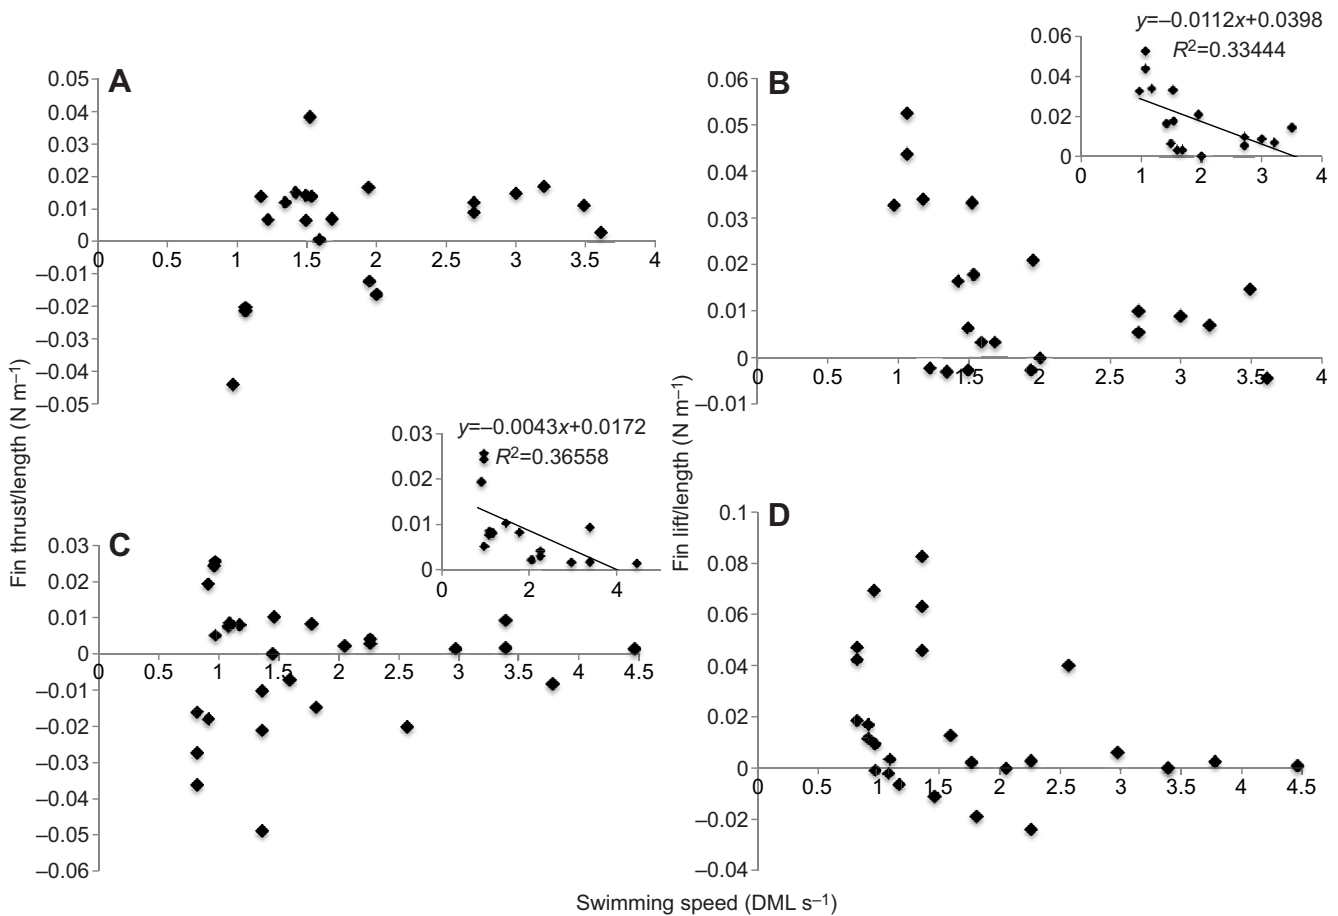 A
0.05
0.04
0.03
0.02
0.01
0
–0.01
–0.02
–0.03
–0.04
–0.05
0 0.5 1 1.5 2 2.5 3 3.5 4
B
0.06
0.05
0.04
0.03
0.02
0.01
0
–0.01
0 0.5 1 1.5 2 2.5 3 3.5 4
y=–0.0112x+0.0398
R²=0.33444
0.06
0.04
0.02
0
0 1 2 3 4
Fin thrust/length (N m⁻¹)
Fin lift/length (N m⁻¹)
C
0.03
0.02
0.01
0
–0.01
–0.02
–0.03
–0.04
–0.05
–0.06
0 0.5 1 1.5 2 2.5 3 3.5 4 4.5
y=–0.0043x+0.0172
R²=0.36558
0.03
0.02
0.01
0
0 2 4
D
0.1
0.08
0.06
0.04
0.02
0
–0.02
–0.04
0 0.5 1 1.5 2 2.5 3 3.5 4 4.5
Swimming speed (DML s⁻¹)